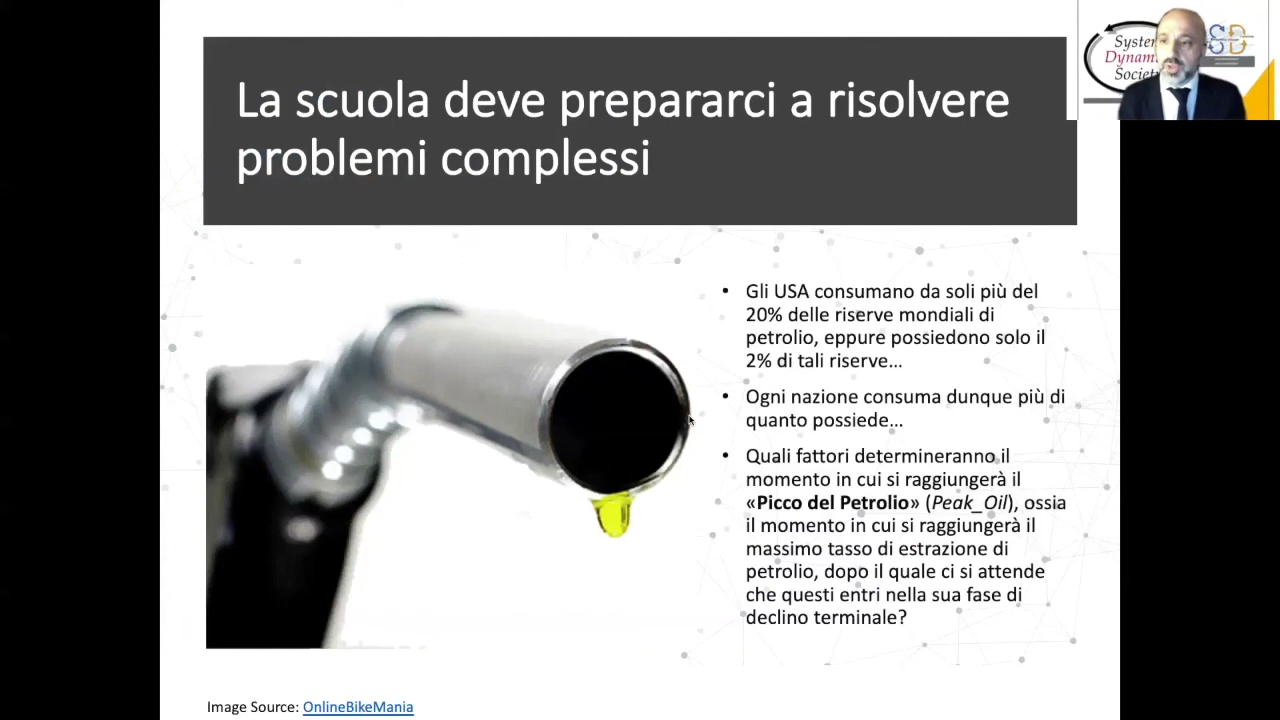 La scuola deve prepararci a risolvere
problemi complessi
System
Dynami
Society
SD
• Gli USA consumano da soli più del
20% delle riserve mondiali di
petrolio, eppure possiedono solo il
2% di tali riserve…
• Ogni nazione consuma dunque più di
quanto possiede…
• Quali fattori determineranno il
momento in cui si raggiungerà il
«Picco del Petrolio» (Peak_Oil), ossia
il momento in cui si raggiungerà il
massimo tasso di estrazione di
petrolio, dopo il quale ci si attende
che questi entri nella sua fase di
declino terminale?
Image Source: OnlineBikeMania